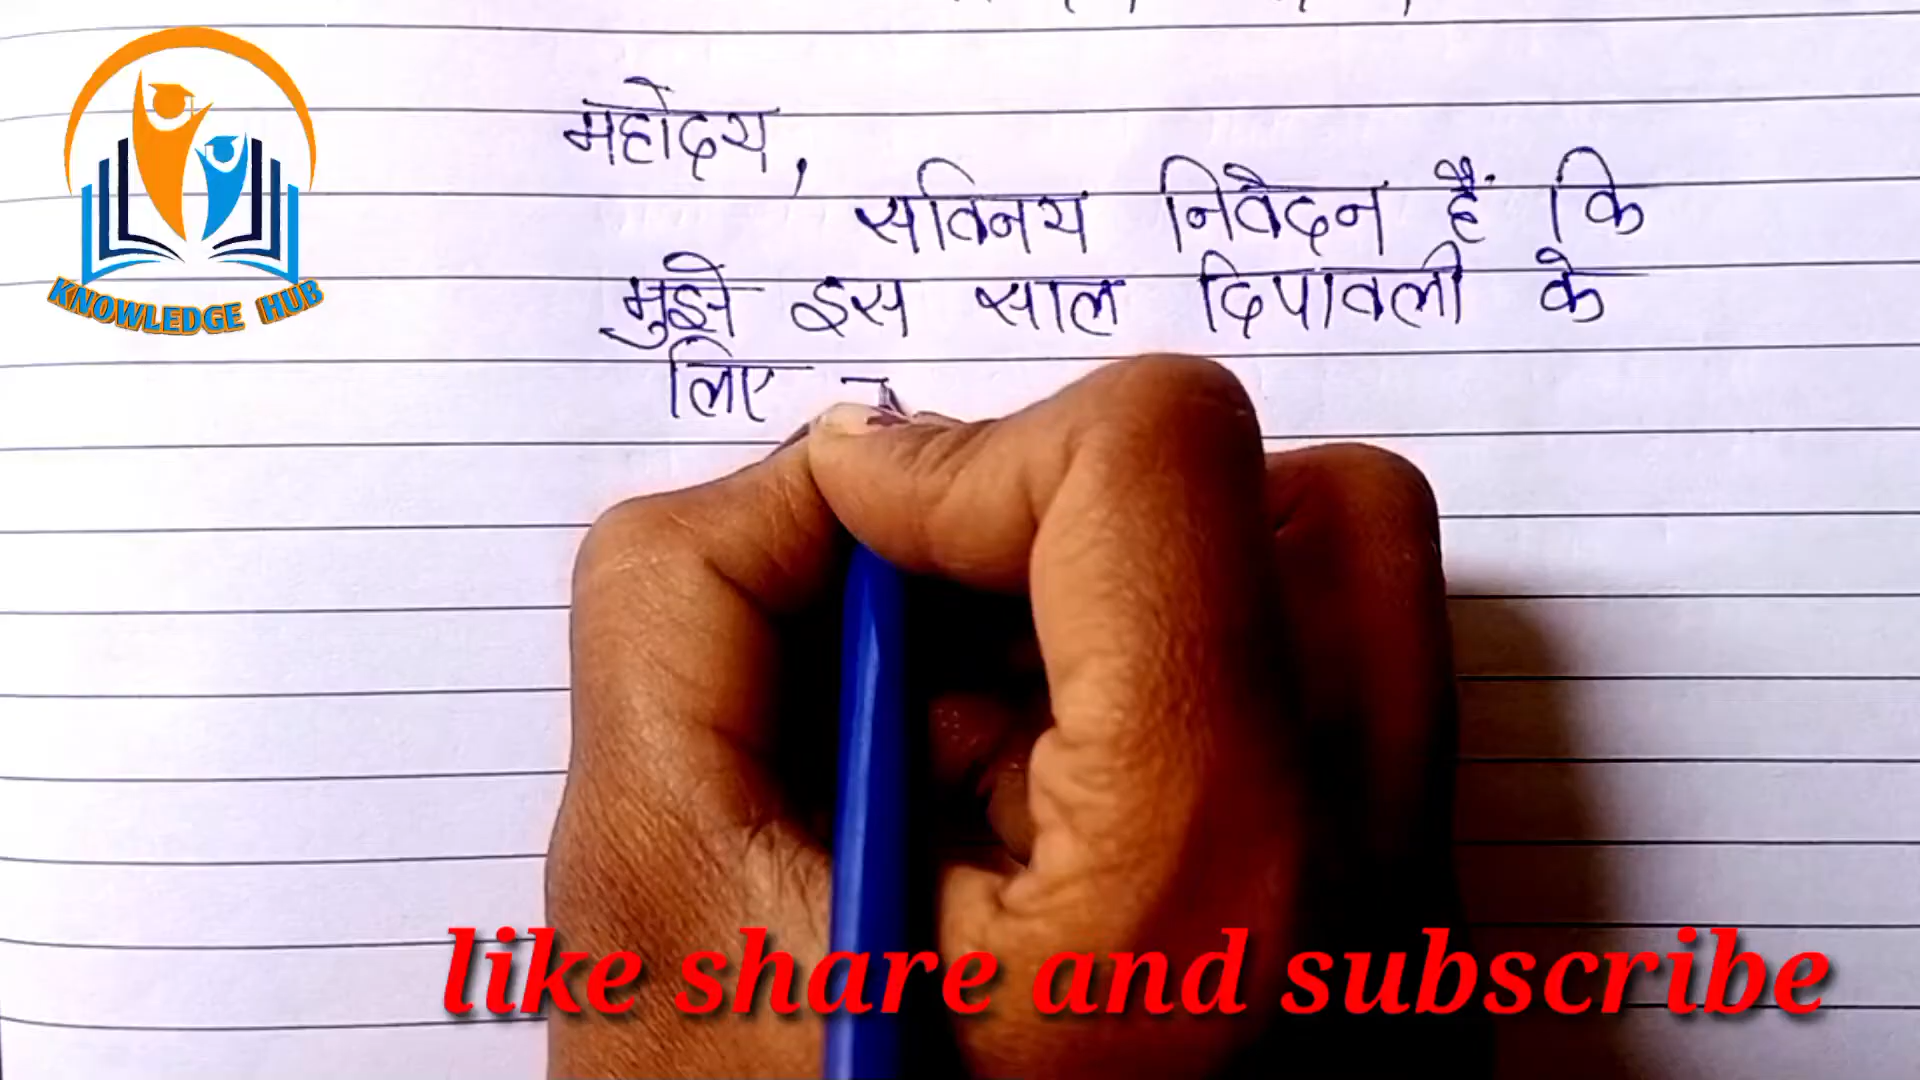 KNOWLEDGE HUB
महोदय,
सविनय निवेदन हैं कि
मुझे इस साल दिपावली के
लिए
like share and subscribe